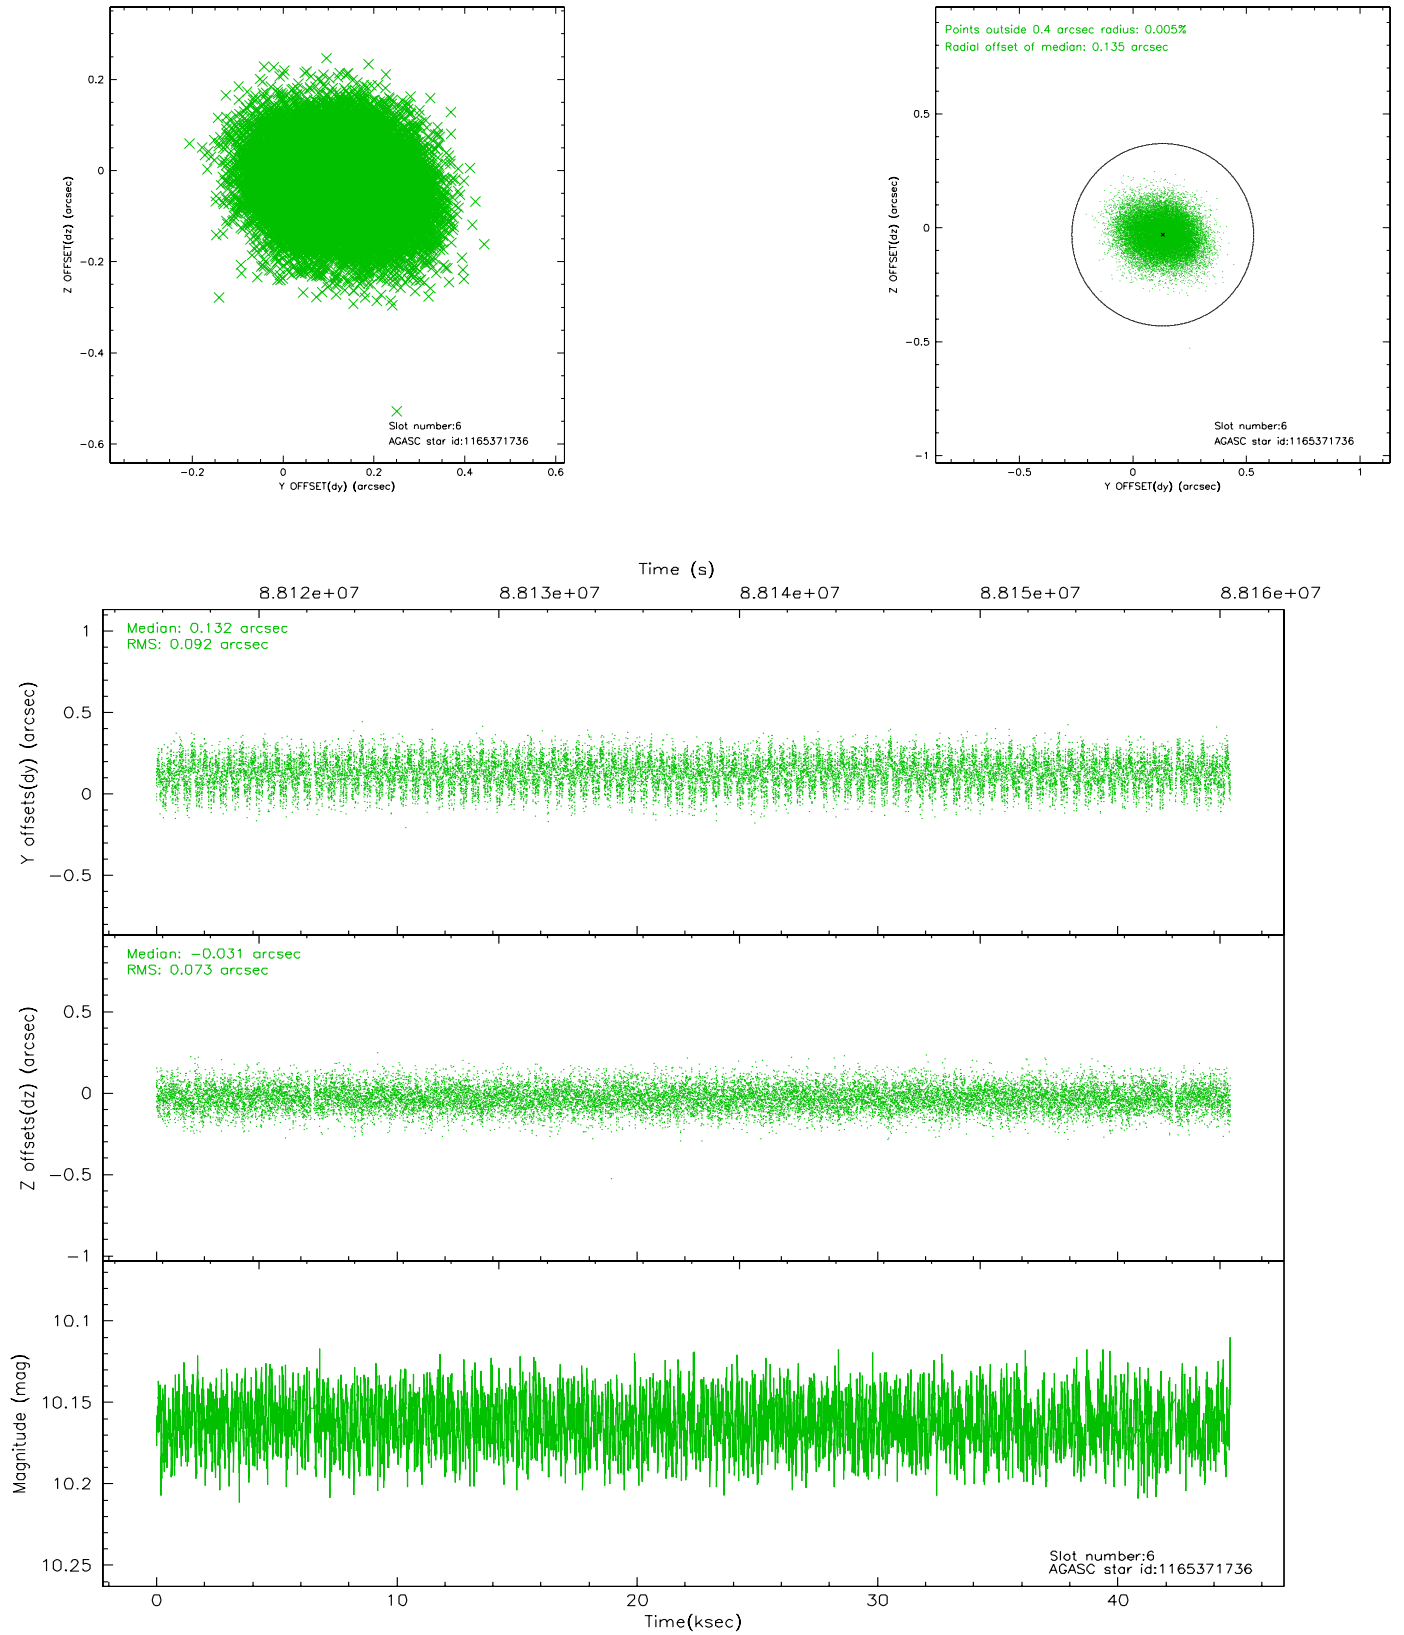 0.2
0
−0.2
−0.4
−0.6
Z OFFSET(dz) (arcsec)
−0.2
0
0.2
0.4
0.6
Y OFFSET(dy) (arcsec)
Slot number:6
AGASC star id:1165371736
Points outside 0.4 arcsec radius: 0.005%
Radial offset of median: 0.135 arcsec
0.5
0
−0.5
−1
Z OFFSET(dz) (arcsec)
−0.5
0
0.5
1
Y OFFSET(dy) (arcsec)
Slot number:6
AGASC star id:1165371736
Time (s)
8.812e+07
8.813e+07
8.814e+07
8.815e+07
8.816e+07
Median: 0.132 arcsec
RMS: 0.092 arcsec
1
0.5
0
−0.5
Y offsets(dy) (arcsec)
Median: −0.031 arcsec
RMS: 0.073 arcsec
0.5
0
−0.5
−1
Z offsets(dz) (arcsec)
10.1
10.15
10.2
10.25
Magnitude (mag)
Slot number:6
AGASC star id:1165371736
0
10
20
30
40
Time(ksec)